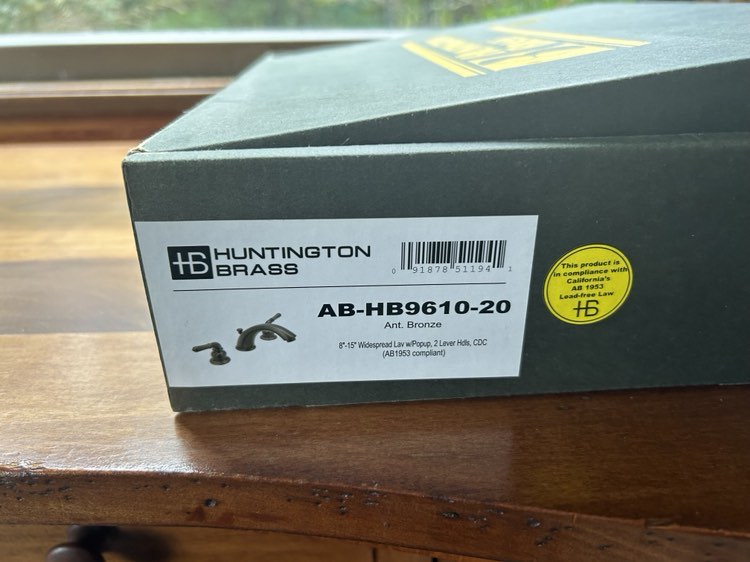 HB HUNTINGTON
BRASS
0 91878 51194 1
AB-HB9610-20
Ant. Bronze
8"-15" Widespread Lav w/Popup, 2 Lever Hdls, CDC
(AB1953 compliant)
This product is
in compliance with
California's
AB 1953
Lead-free Law
HB